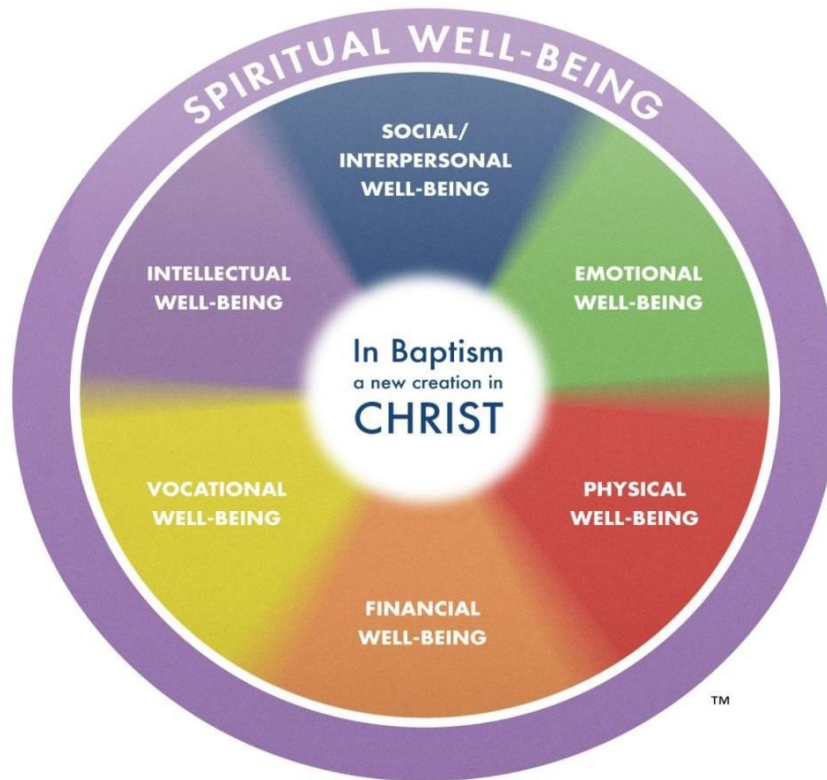 SPIRITUAL WELL-BEING
SOCIAL/
INTERPERSONAL
WELL-BEING
EMOTIONAL
WELL-BEING
PHYSICAL
WELL-BEING
FINANCIAL
WELL-BEING
VOCATIONAL
WELL-BEING
INTELLECTUAL
WELL-BEING
In Baptism
a new creation in
CHRIST
TM